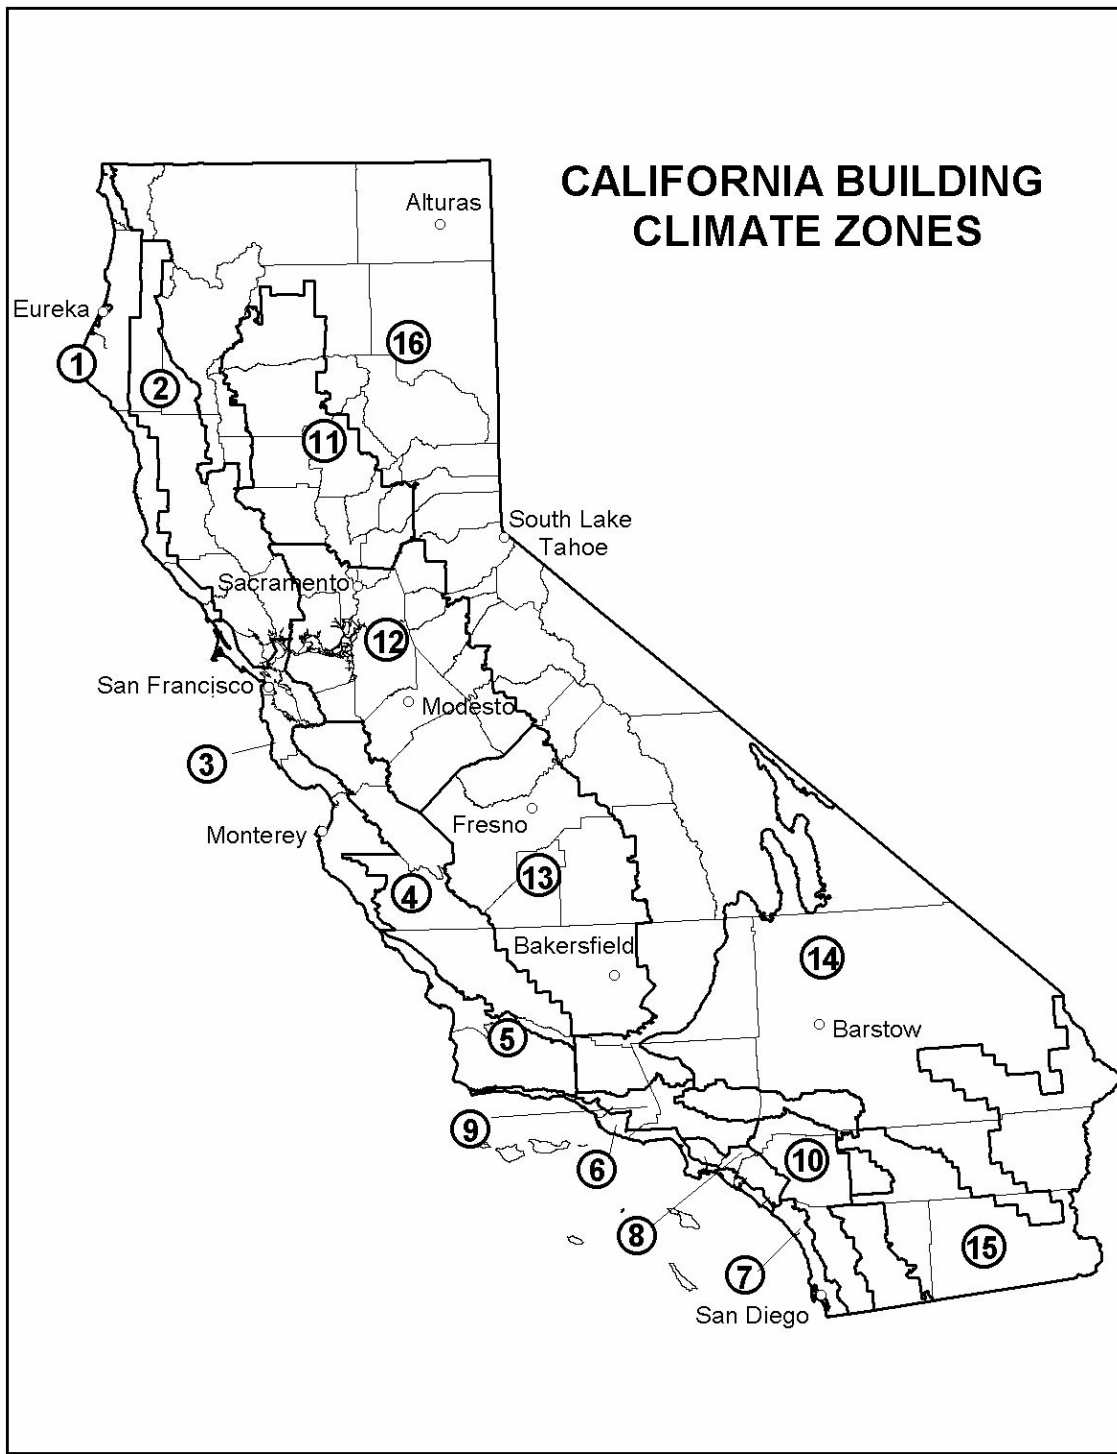 CALIFORNIA BUILDING
CLIMATE ZONES
Alturas
Eureka
16
1
2
11
South Lake
Tahoe
Sacramento
12
San Francisco
Modesto
3
Fresno
Monterey
13
4
Bakersfield
14
Barstow
5
9
10
6
8
15
7
San Diego